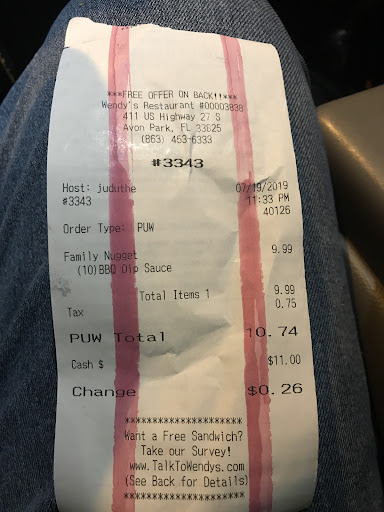 ***FREE OFFER ON BACK!!***
Wendy's Restaurant #00003838
411 US Highway 27 S
Avon Park, FL 33825
(863) 453-6333
#3343
Host: juduthe 07/19/2019
#3343 11:33 PM
40126
Order Type: PUW
Family Nugget 9.99
(10)BBQ Dip Sauce
Total Items 1 9.99
Tax 0.75
PUW Total 10.74
Cash $ $11.00
Change $0.26
**********************
Want a Free Sandwich?
Take our Survey!
www.TalkToWendys.com
(See Back for Details)
**********************